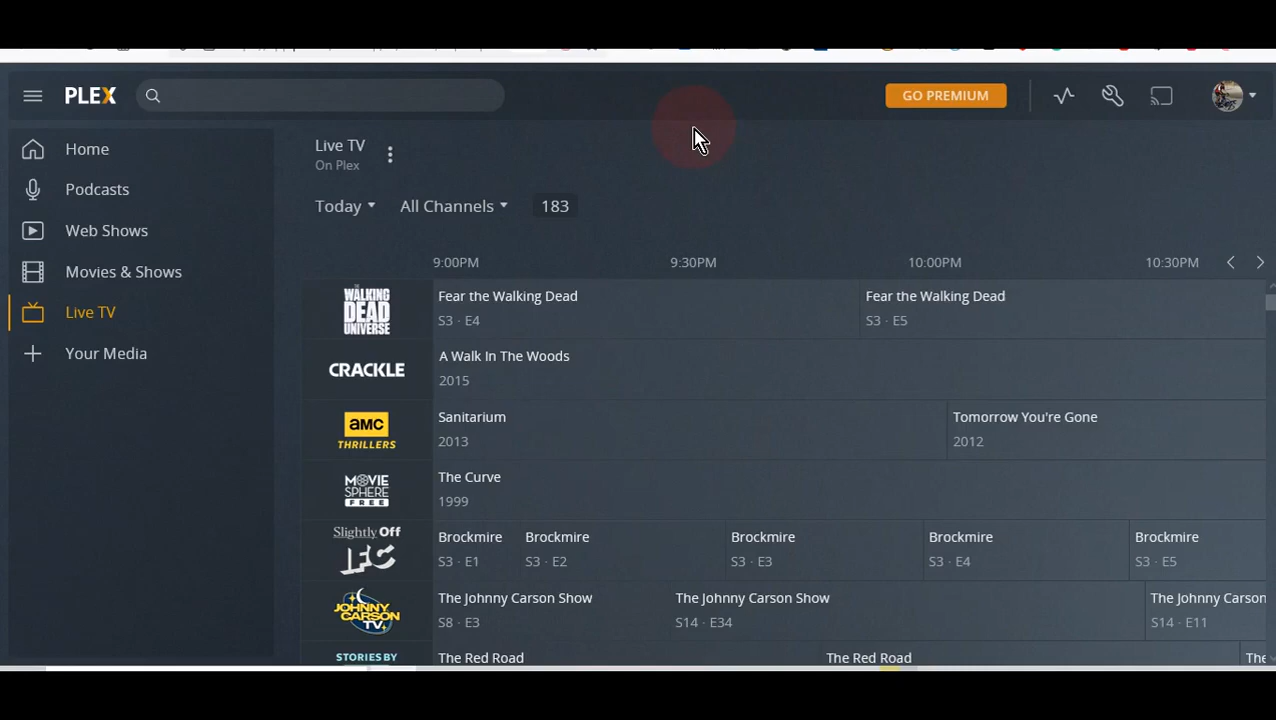 PLEX
GO PREMIUM
Home
Podcasts
Web Shows
Movies & Shows
Live TV
Your Media
Live TV
On Plex
Today All Channels 183
9:00PM 9:30PM 10:00PM 10:30PM
THE WALKING DEAD UNIVERSE
Fear the Walking Dead Fear the Walking Dead
S3 · E4 S3 · E5
CRACKLE
A Walk In The Woods
2015
amc THRILLERS
Sanitarium Tomorrow You're Gone
2013 2012
MOVIE SPHERE FREE
The Curve
1999
Slightly Off IFC
Brockmire Brockmire Brockmire Brockmire Brockmire
S3 · E1 S3 · E2 S3 · E3 S3 · E4 S3 · E5
JOHNNY CARSON TV
The Johnny Carson Show The Johnny Carson Show The Johnny Carson
S8 · E3 S14 · E34 S14 · E11
STORIES BY
The Red Road The Red Road The